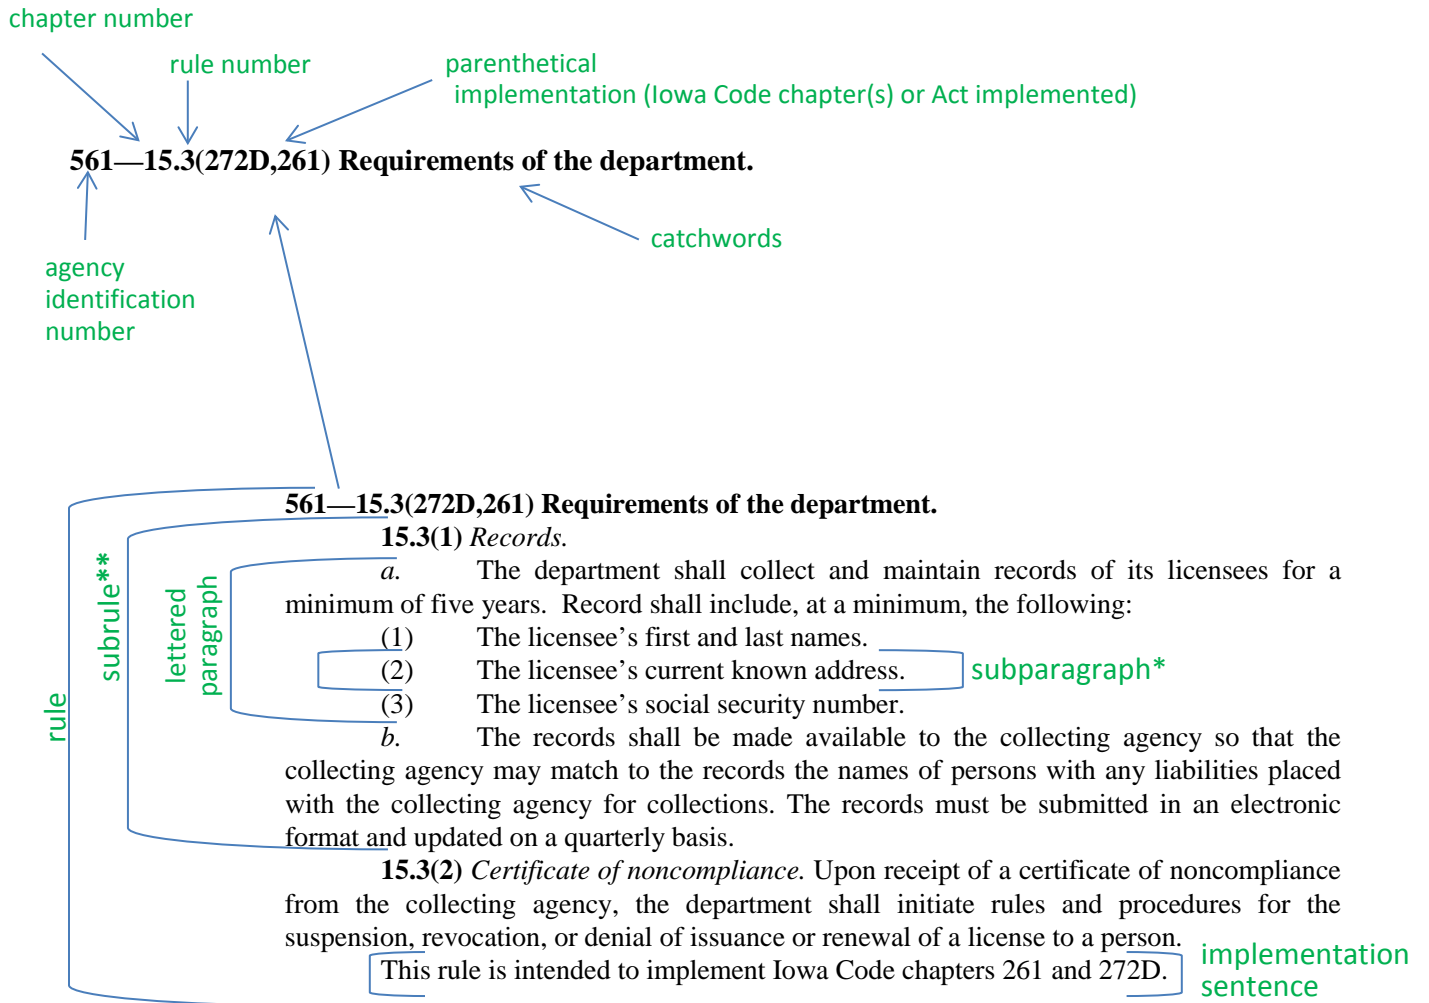 chapter number
rule number
parenthetical
implementation (Iowa Code chapter(s) or Act implemented)
561—15.3(272D,261) Requirements of the department.
catchwords
agency
identification
number
561—15.3(272D,261) Requirements of the department.
15.3(1) Records.
a. The department shall collect and maintain records of its licensees for a
minimum of five years. Record shall include, at a minimum, the following:
(1) The licensee’s first and last names.
(2) The licensee’s current known address.
subparagraph*
(3) The licensee’s social security number.
b. The records shall be made available to the collecting agency so that the
collecting agency may match to the records the names of persons with any liabilities placed
with the collecting agency for collections. The records must be submitted in an electronic
format and updated on a quarterly basis.
15.3(2) Certificate of noncompliance. Upon receipt of a certificate of noncompliance
from the collecting agency, the department shall initiate rules and procedures for the
suspension, revocation, or denial of issuance or renewal of a license to a person.
This rule is intended to implement Iowa Code chapters 261 and 272D.
implementation
sentence
rule
subrule**
lettered
paragraph